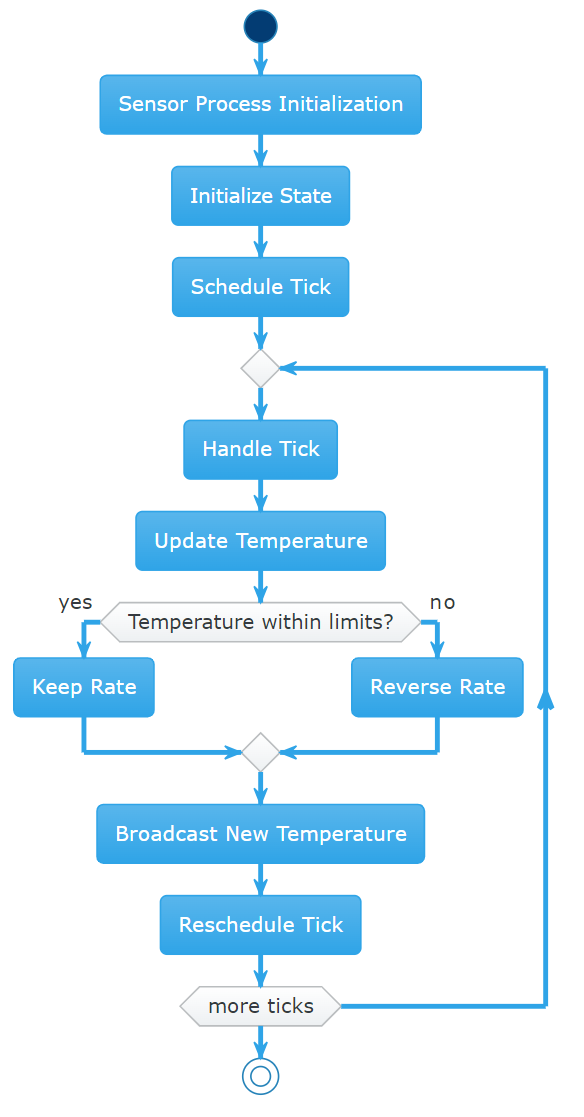 Sensor Process Initialization
Initialize State
Schedule Tick
Handle Tick
Update Temperature
yes
Temperature within limits?
no
Keep Rate
Reverse Rate
Broadcast New Temperature
Reschedule Tick
more ticks